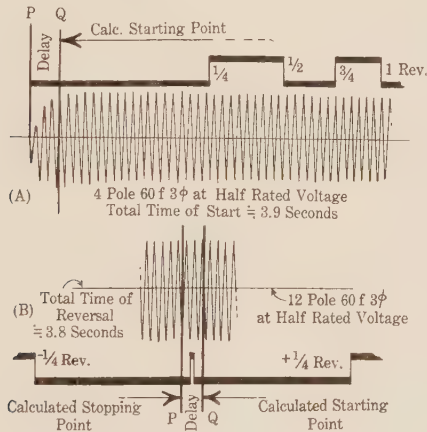 P Q
Delay
Calc. Starting Point
1/4 1/2 3/4 1 Rev.
(A)
4 Pole 60 f 3ϕ at Half Rated Voltage
Total Time of Start ≒ 3.9 Seconds
(B)
Total Time of
Reversal
≒ 3.8 Seconds
12 Pole 60 f 3ϕ
at Half Rated Voltage
-1/4 Rev.
+1/4 Rev.
Calculated Stopping
Point
P Delay Q
Calculated Starting
Point